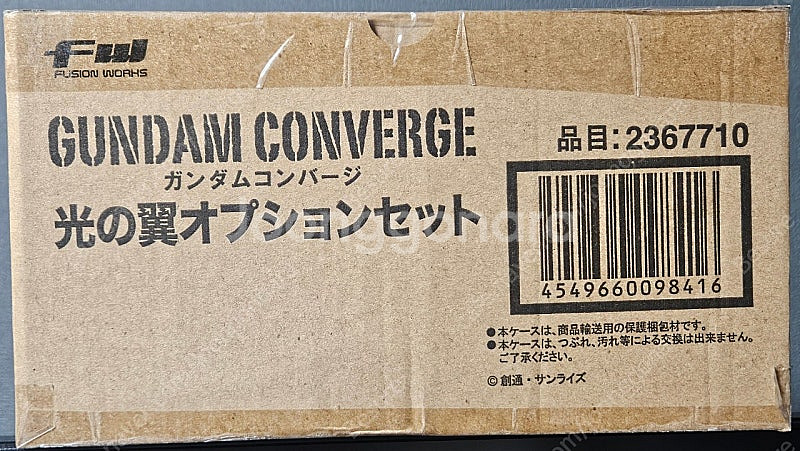 FW
FUSION WORKS
GUNDAM CONVERGE
ガンダムコンバージ
光の翼オプションセット
品目:2367710
4549660098416
●本ケースは、商品輸送用の保護梱包材です。
●本ケースは、つぶれ、汚れ等による交換は出来ません。
ご了承ください。
©創通・サンライズ